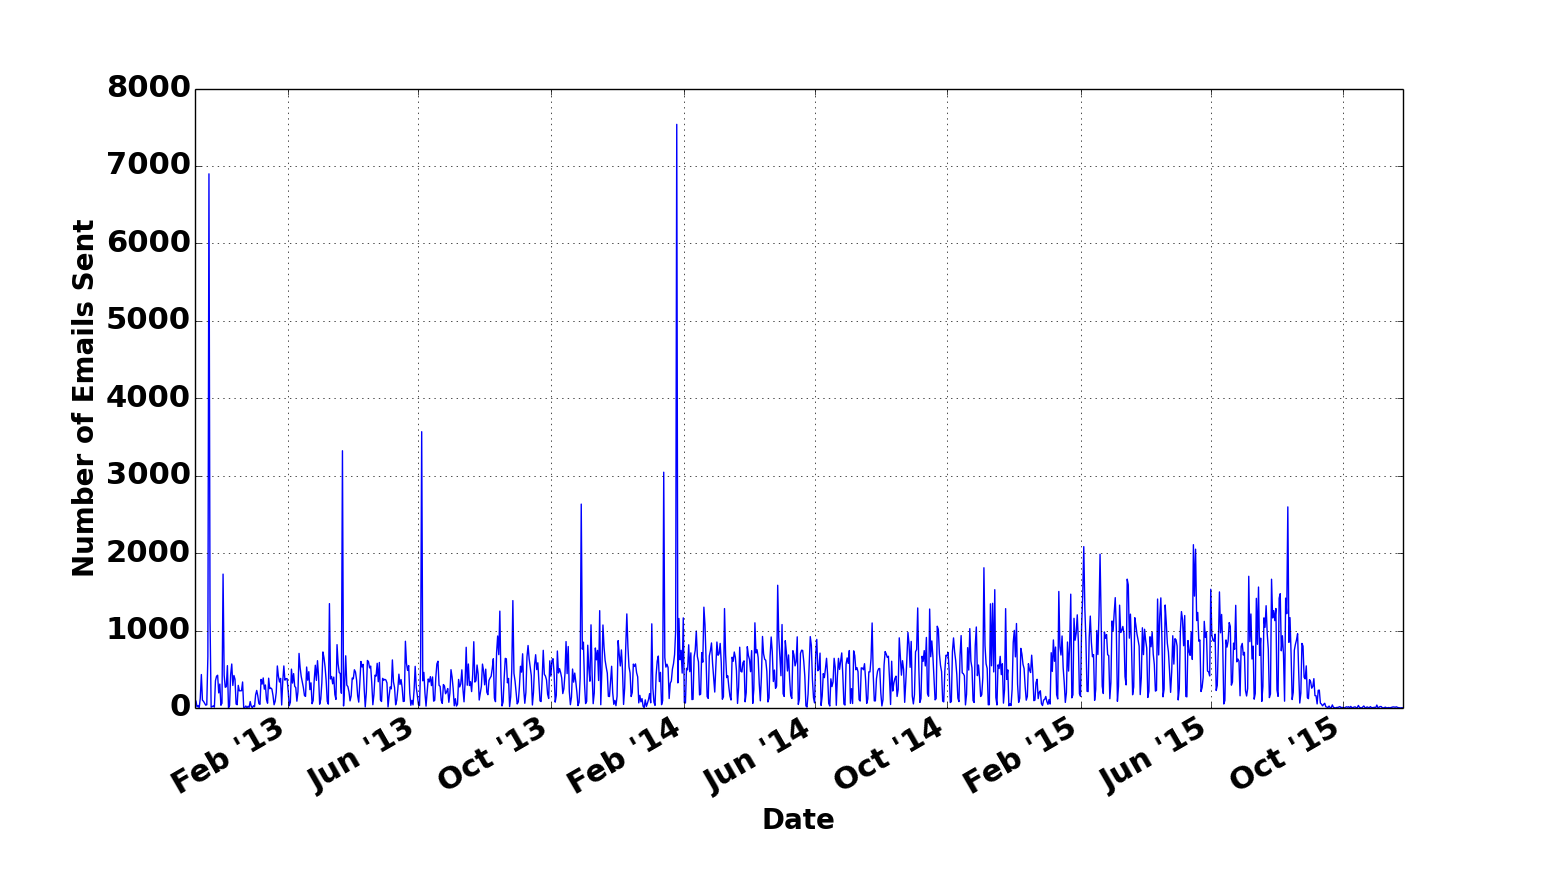 8000
7000
6000
5000
4000
3000
2000
1000
0
Number of Emails Sent
Feb '13
Jun '13
Oct '13
Feb '14
Jun '14
Oct '14
Feb '15
Jun '15
Oct '15
Date